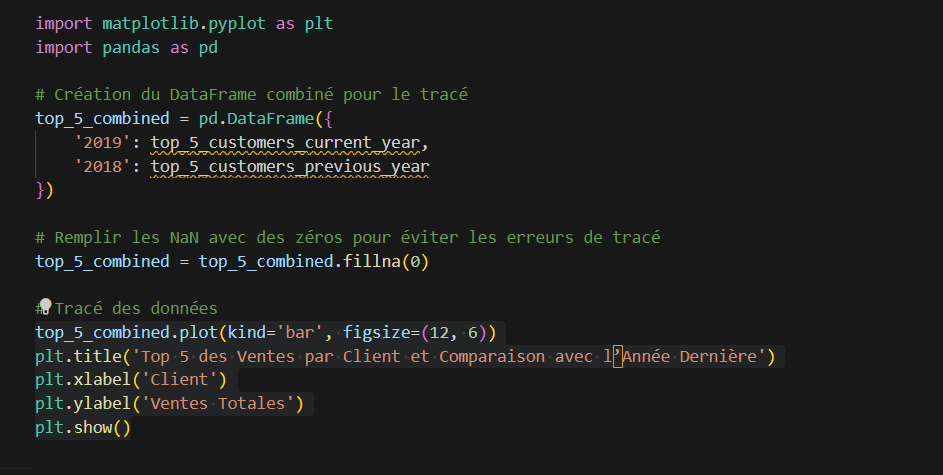 import matplotlib.pyplot as plt
import pandas as pd
# Création du DataFrame combiné pour le tracé
top_5_combined = pd.DataFrame({
    '2019': top_5_customers_current_year,
    '2018': top_5_customers_previous_year
})
# Remplir les NaN avec des zéros pour éviter les erreurs de tracé
top_5_combined = top_5_combined.fillna(0)
# Tracé des données
top_5_combined.plot(kind='bar', figsize=(12, 6))
plt.title('Top 5 des Ventes par Client et Comparaison avec l’Année Dernière')
plt.xlabel('Client')
plt.ylabel('Ventes Totales')
plt.show()